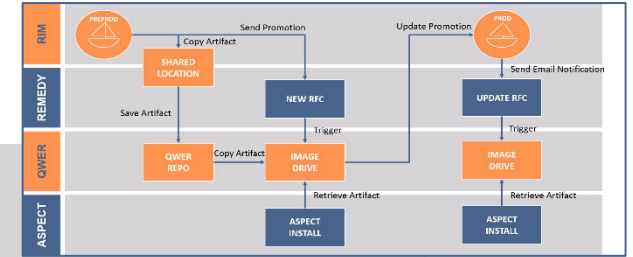 RIM
PREPROD
Send Promotion
Update Promotion
PROD
Copy Artifact
SHARED
LOCATION
Send Email Notification
REMEDY
NEW RFC
UPDATE RFC
Save Artifact
Trigger
Trigger
QWER
QWER
REPO
Copy Artifact
IMAGE
DRIVE
IMAGE
DRIVE
Retrieve Artifact
Retrieve Artifact
ASPECT
ASPECT
INSTALL
ASPECT
INSTALL